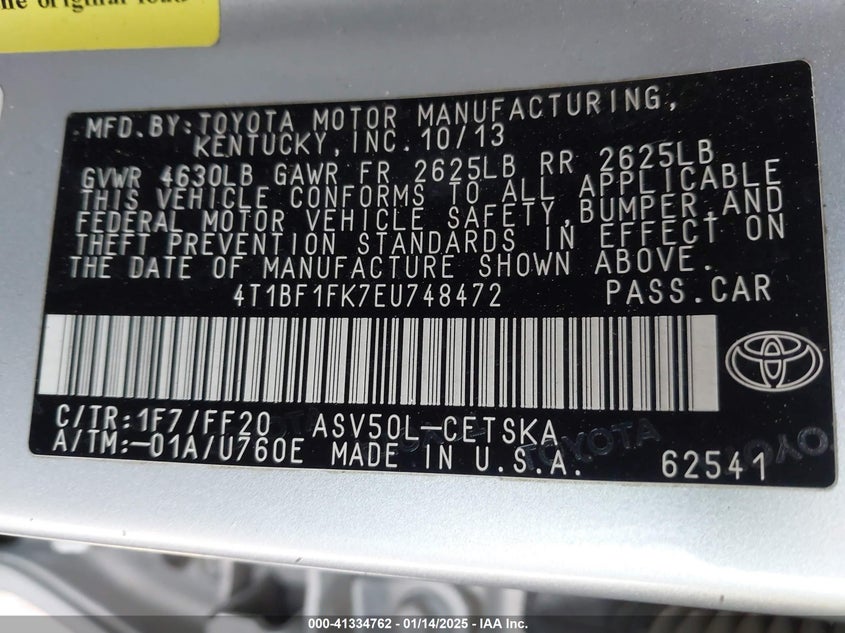 the original
MFD.BY:TOYOTA MOTOR MANUFACTURING,
KENTUCKY,INC.10/13
GVWR 4630LB GAWR FR 2625LB RR 2625LB
THIS VEHICLE CONFORMS TO ALL APPLICABLE
FEDERAL MOTOR VEHICLE SAFETY,BUMPER,AND
THEFT PREVENTION STANDARDS IN EFFECT ON
THE DATE OF MANUFACTURE SHOWN ABOVE.
4T1BF1FK7EU748472 PASS.CAR
C/TR:1F7/FF20 ASV50L-CETSKA
A/TM:-01A/U760E MADE IN U.S.A. 62541
TOYOTA
000-41334762 - 01/14/2025 - IAA Inc.